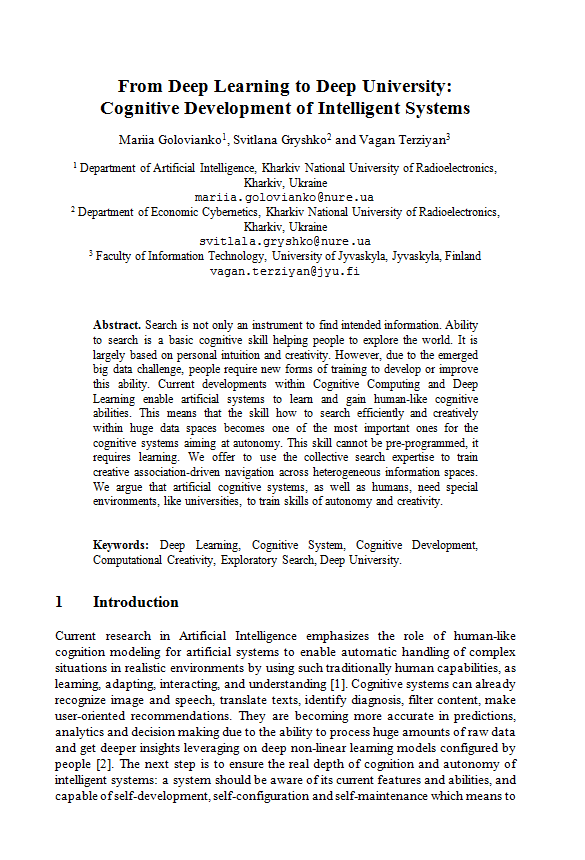 From Deep Learning to Deep University:
Cognitive Development of Intelligent Systems
Mariia Golovianko1, Svitlana Gryshko2 and Vagan Terziyan3
1 Department of Artificial Intelligence, Kharkiv National University of Radioelectronics,
Kharkiv, Ukraine
mariia.golovianko@nure.ua
2 Department of Economic Cybernetics, Kharkiv National University of Radioelectronics,
Kharkiv, Ukraine
svitlala.gryshko@nure.ua
3 Faculty of Information Technology, University of Jyvaskyla, Jyvaskyla, Finland
vagan.terziyan@jyu.fi
Abstract. Search is not only an instrument to find intended information. Ability
to search is a basic cognitive skill helping people to explore the world. It is
largely based on personal intuition and creativity. However, due to the emerged
big data challenge, people require new forms of training to develop or improve
this ability. Current developments within Cognitive Computing and Deep
Learning enable artificial systems to learn and gain human-like cognitive
abilities. This means that the skill how to search efficiently and creatively
within huge data spaces becomes one of the most important ones for the
cognitive systems aiming at autonomy. This skill cannot be pre-programmed, it
requires learning. We offer to use the collective search expertise to train
creative association-driven navigation across heterogeneous information spaces.
We argue that artificial cognitive systems, as well as humans, need special
environments, like universities, to train skills of autonomy and creativity.
Keywords: Deep Learning, Cognitive System, Cognitive Development,
Computational Creativity, Exploratory Search, Deep University.
1 Introduction
Current research in Artificial Intelligence emphasizes the role of human-like
cognition modeling for artificial systems to enable automatic handling of complex
situations in realistic environments by using such traditionally human capabilities, as
learning, adapting, interacting, and understanding [1]. Cognitive systems can already
recognize image and speech, translate texts, identify diagnosis, filter content, make
user-oriented recommendations. They are becoming more accurate in predictions,
analytics and decision making due to the ability to process huge amounts of raw data
and get deeper insights leveraging on deep non-linear learning models configured by
people [2]. The next step is to ensure the real depth of cognition and autonomy of
intelligent systems: a system should be aware of its current features and abilities, and
capable of self-development, self-configuration and self-maintenance which means to